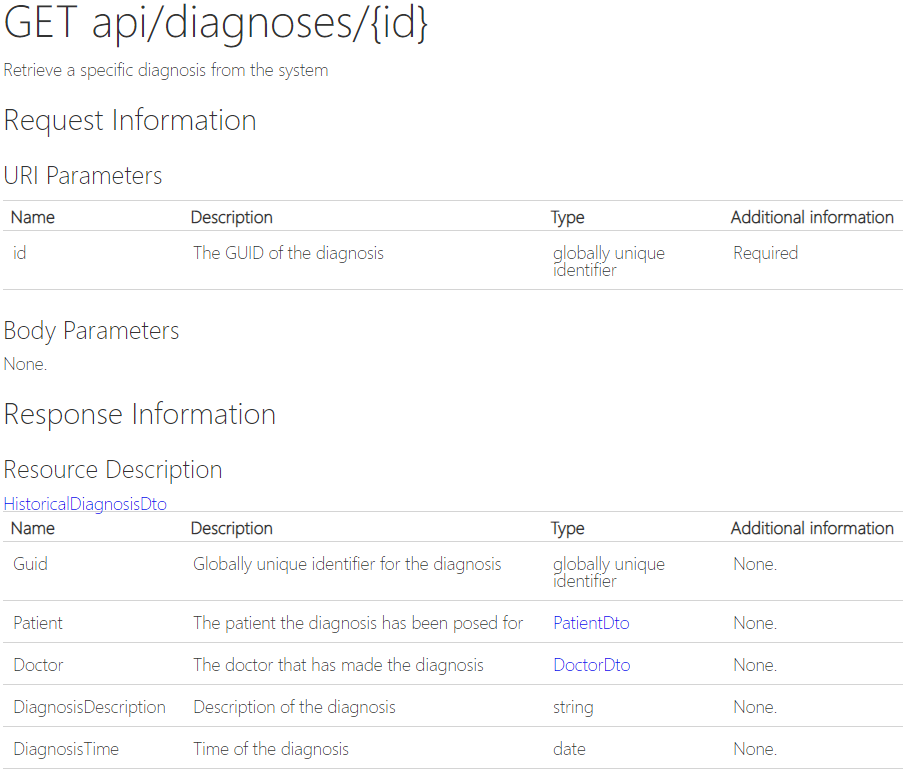 GET api/diagnoses/{id}
Retrieve a specific diagnosis from the system
Request Information
URI Parameters
Name Description Type Additional information
id The GUID of the diagnosis globally unique Required
identifier
Body Parameters
None.
Response Information
Resource Description
HistoricalDiagnosisDto
Name Description Type Additional information
Guid Globally unique identifier for the diagnosis globally unique None.
identifier
Patient The patient the diagnosis has been posed for PatientDto None.
Doctor The doctor that has made the diagnosis DoctorDto None.
DiagnosisDescription Description of the diagnosis string None.
DiagnosisTime Time of the diagnosis date None.